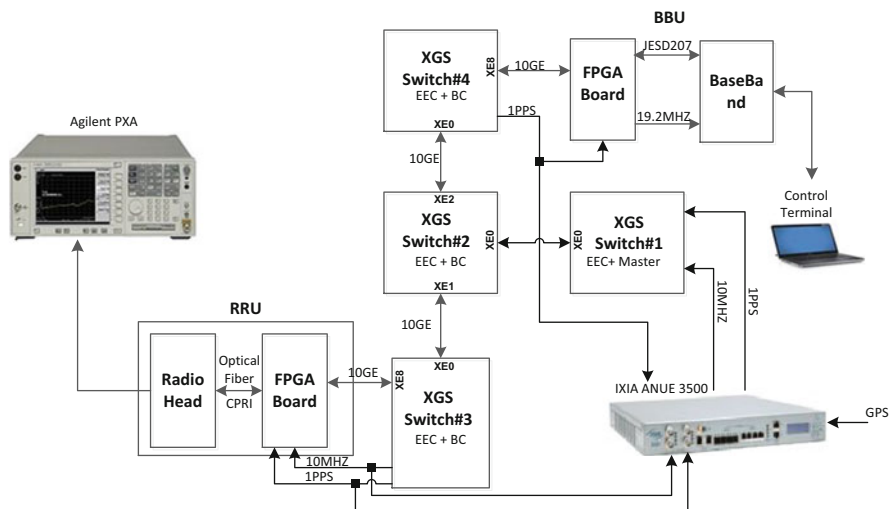 BBU
XGS
Switch#4
EEC + BC
XE8
XE0
10GE
FPGA
Board
JESD207
19.2MHZ
BaseBa
nd
1PPS
Agilent PXA
10GE
XE2
XGS
Switch#2
EEC + BC
XE0
XE1
XE0
XGS
Switch#1
EEC+ Master
Control
Terminal
10MHZ
1PPS
10GE
RRU
Radio
Head
Optical
Fiber
CPRI
FPGA
Board
10GE
XE8
XE0
XGS
Switch#3
EEC + BC
IXIA ANUE 3500
GPS
10MHZ
1PPS